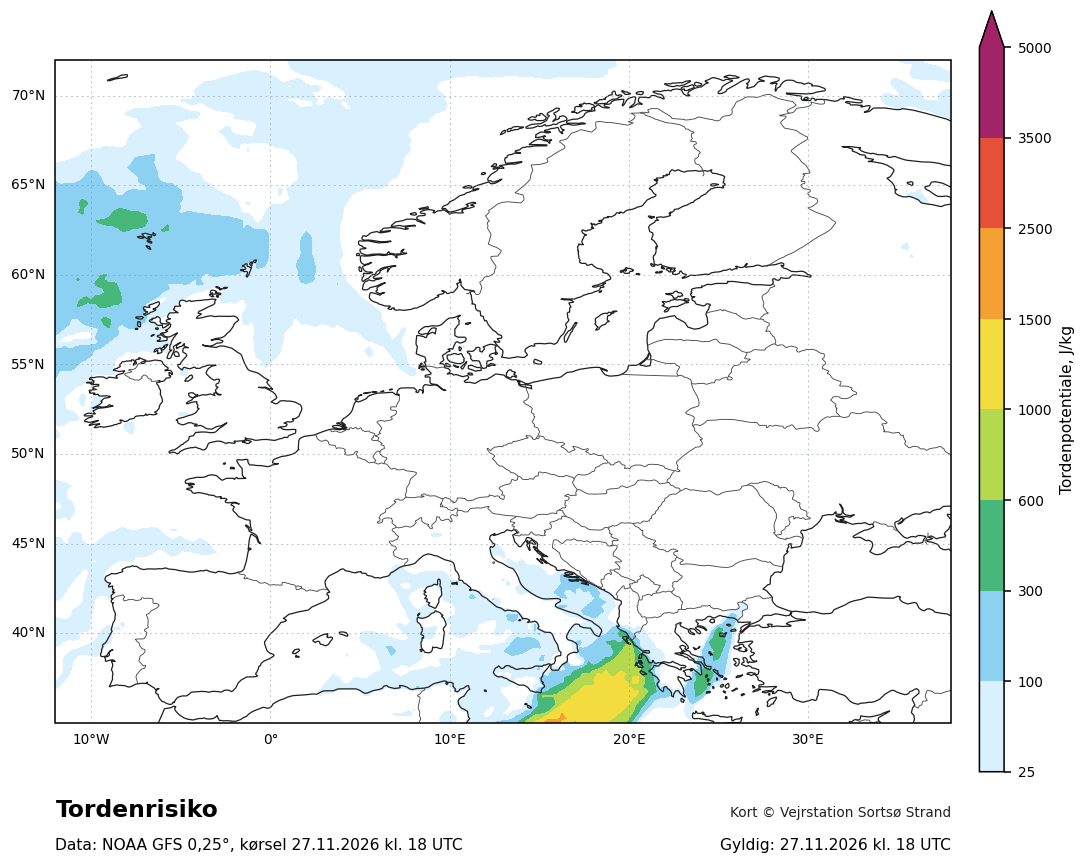 70°N
65°N
60°N
55°N
50°N
45°N
40°N
10°W
0°
10°E
20°E
30°E
5000
3500
2500
1500
1000
600
300
100
25
Tordenpotentiale, J/kg
Tordenrisiko
Kort © Vejrstation Sortsø Strand
Data: NOAA GFS 0,25°, kørsel 27.11.2026 kl. 18 UTC
Gyldig: 27.11.2026 kl. 18 UTC